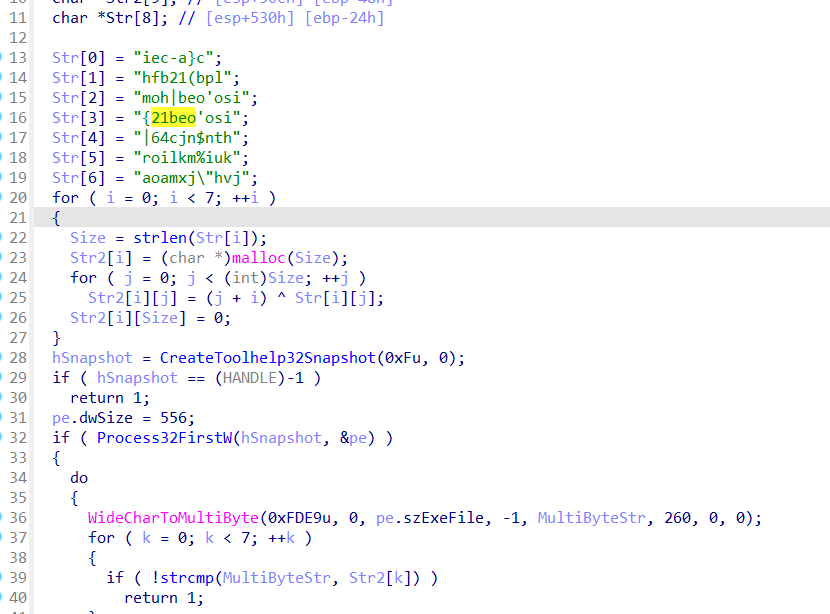 11 char *Str[8]; // [esp+530h] [ebp-24h]
12
13 Str[0] = "iec-a}c";
14 Str[1] = "hfb21(bpl";
15 Str[2] = "moh|beo'osi";
16 Str[3] = "{21beo'osi";
17 Str[4] = "|64cjn$nth";
18 Str[5] = "roilkm%iuk";
19 Str[6] = "aoamxj\"hvj";
20 for ( i = 0; i < 7; ++i )
21 {
22 Size = strlen(Str[i]);
23 Str2[i] = (char *)malloc(Size);
24 for ( j = 0; j < (int)Size; ++j )
25 Str2[i][j] = (j + i) ^ Str[i][j];
26 Str2[i][Size] = 0;
27 }
28 hSnapshot = CreateToolhelp32Snapshot(0xFu, 0);
29 if ( hSnapshot == (HANDLE)-1 )
30 return 1;
31 pe.dwSize = 556;
32 if ( Process32FirstW(hSnapshot, &pe) )
33 {
34 do
35 {
36 WideCharToMultiByte(0xFDE9u, 0, pe.szExeFile, -1, MultiByteStr, 260, 0, 0);
37 for ( k = 0; k < 7; ++k )
38 {
39 if ( !strcmp(MultiByteStr, Str2[k]) )
40 return 1;